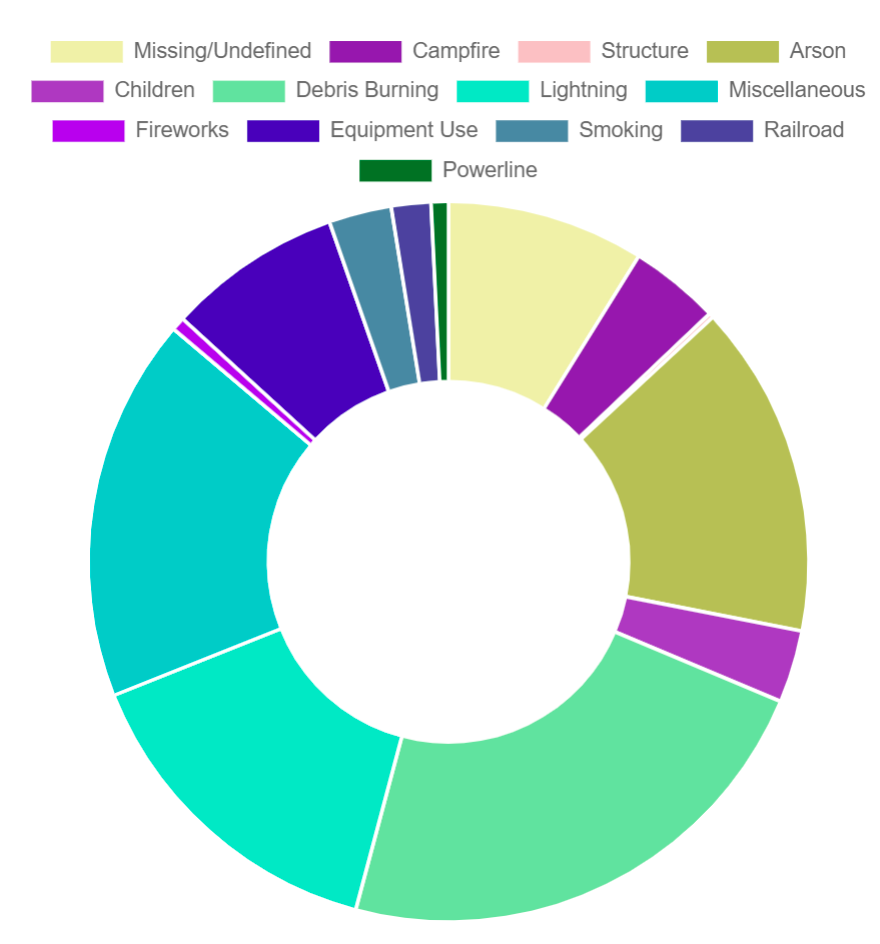 Missing/Undefined Campfire Structure Arson
Children Debris Burning Lightning Miscellaneous
Fireworks Equipment Use Smoking Railroad
Powerline